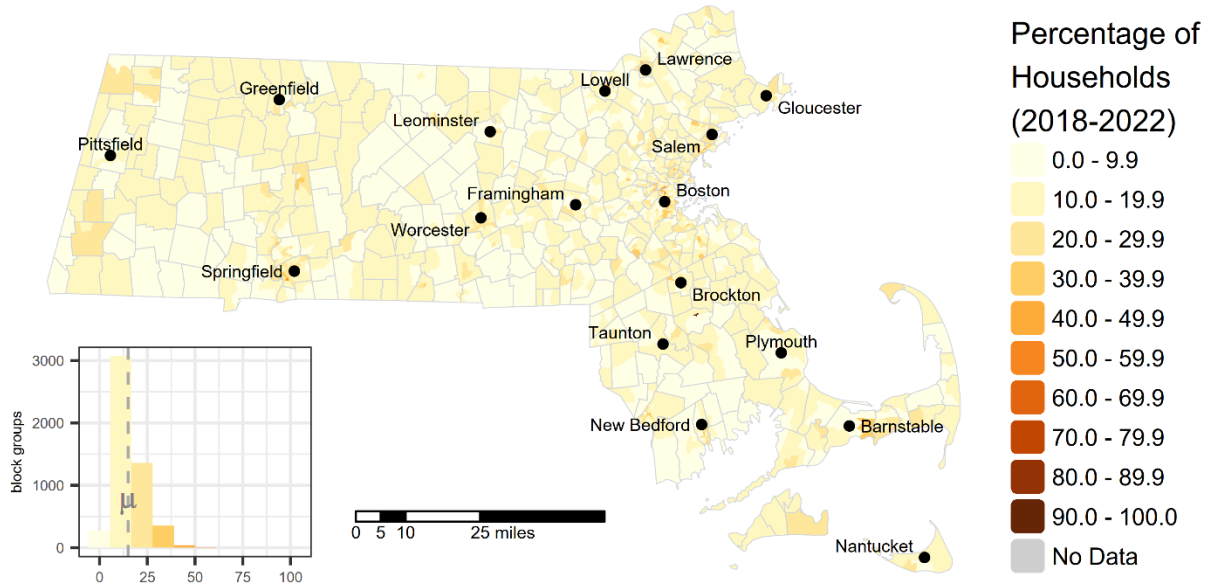 Percentage of
Households
(2018-2022)
0.0 - 9.9
10.0 - 19.9
20.0 - 29.9
30.0 - 39.9
40.0 - 49.9
50.0 - 59.9
60.0 - 69.9
70.0 - 79.9
80.0 - 89.9
90.0 - 100.0
No Data
Lawrence
Lowell
Greenfield
Gloucester
Leominster
Pittsfield
Salem
Framingham
Boston
Worcester
Springfield
Brockton
Taunton
Plymouth
New Bedford
Barnstable
Nantucket
0 5 10 25 miles
block groups
3000
2000
1000
0
μ
0 25 50 75 100